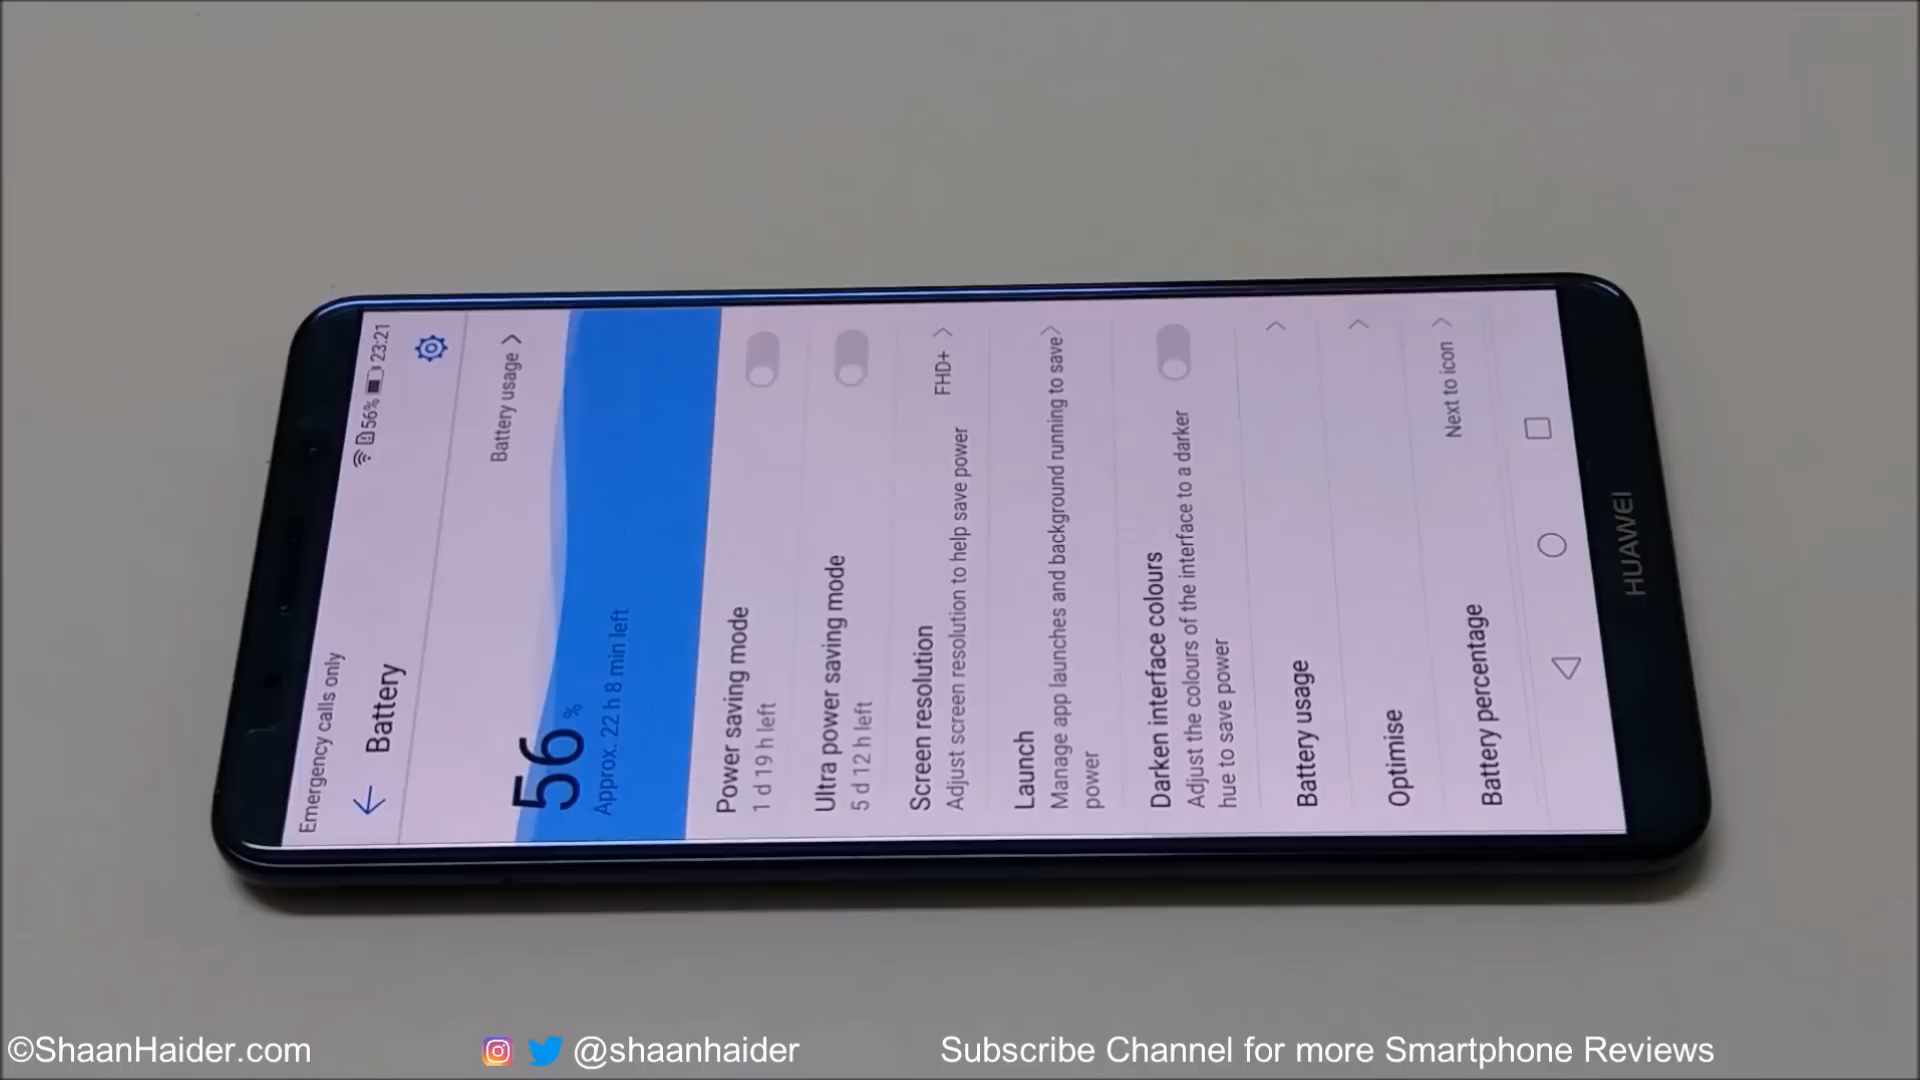 Emergency calls only 56% 23:21
Battery
Battery usage
56%
Approx. 22 h 8 min left
Power saving mode
1 d 19 h left
Ultra power saving mode
5 d 12 h left
Screen resolution
Adjust screen resolution to help save power
FHD+
Launch
Manage app launches and background running to save
power
Darken interface colours
Adjust the colours of the interface to a darker
hue to save power
Battery usage
Optimise
Battery percentage
Next to icon
HUAWEI
©ShaanHaider.com
@shaanhaider
Subscribe Channel for more Smartphone Reviews